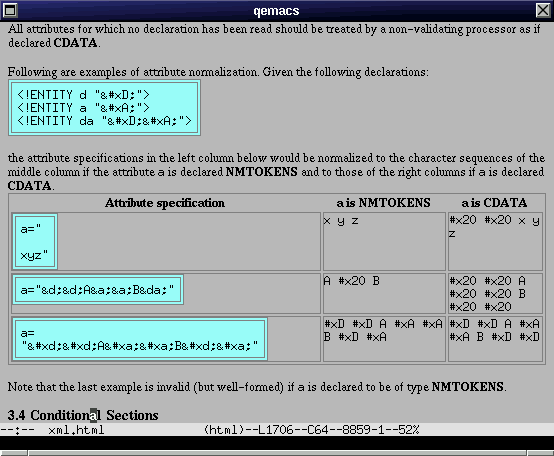 qemacs
All attributes for which no declaration has been read should be treated by a non-validating processor as if
declared CDATA.
Following are examples of attribute normalization. Given the following declarations:
<!ENTITY d "&#xD;">
<!ENTITY a "&#xA;">
<!ENTITY da "&#xD;&#xA;">
the attribute specifications in the left column below would be normalized to the character sequences of the
middle column if the attribute a is declared NMTOKENS and to those of the right columns if a is declared
CDATA.
Attribute specification a is NMTOKENS a is CDATA
a="
xyz"
x y z
#x20 #x20 x y
z
a="&d;&d;A&a;&a;B&da;"
A #x20 B
#x20 #x20 A
#x20 #x20 B
#x20 #x20
a=
"&#xd;&#xd;A&#xa;&#xa;B&#xd;&#xa;"
#xD #xD A #xA #xA
B #xD #xA
#xD #xD A #xA
#xA B #xD #xD
Note that the last example is invalid (but well-formed) if a is declared to be of type NMTOKENS.
3.4 Conditional Sections
--:-- xml.html (html)--L1706--C64--8859-1--52%